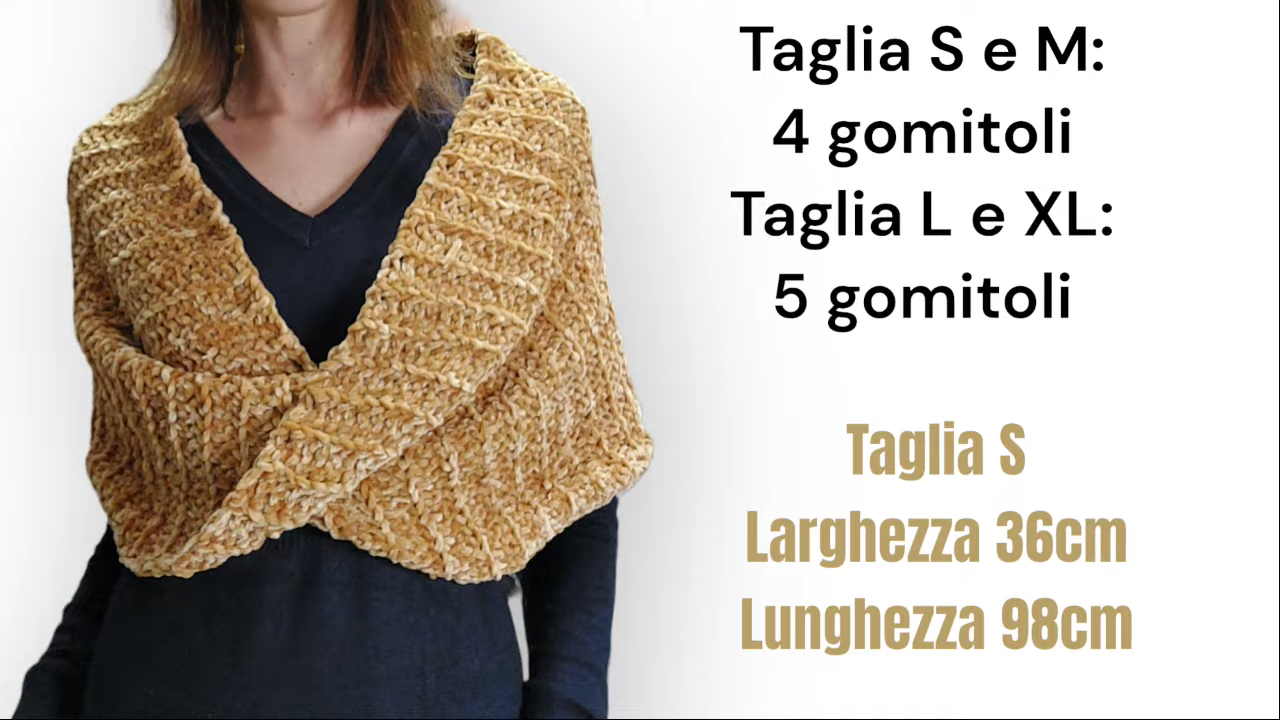 Taglia S e M:
4 gomitoli
Taglia L e XL:
5 gomitoli
Taglia S
Larghezza 36cm
Lunghezza 98cm